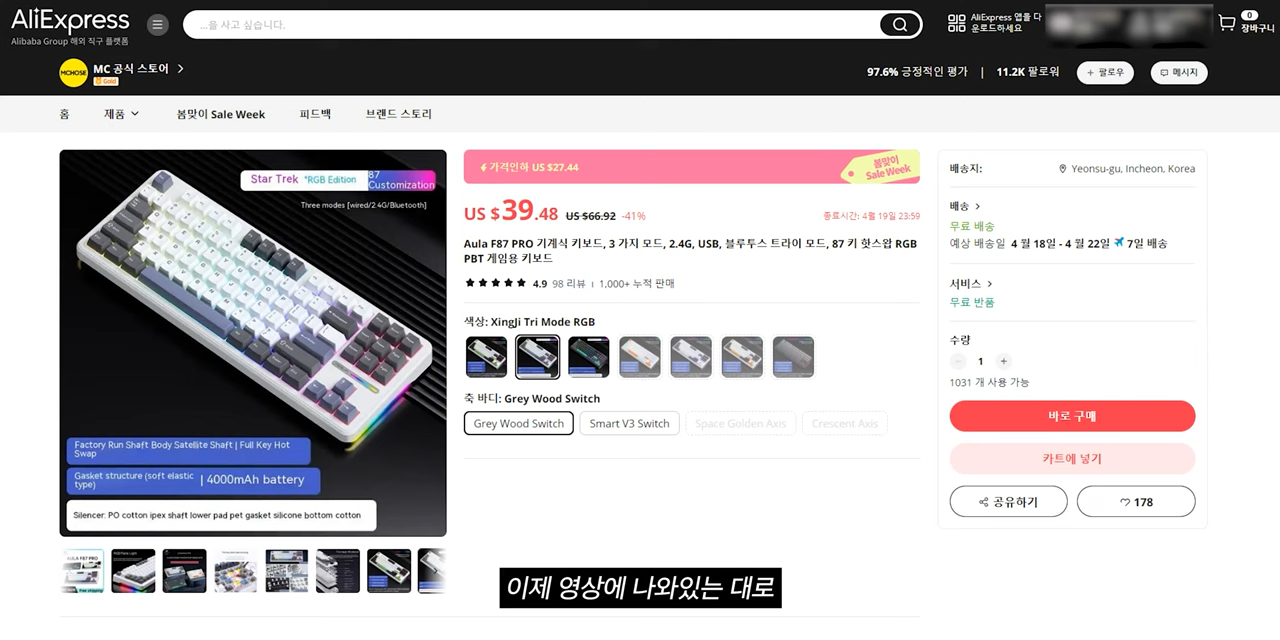 AliExpress
Alibaba Group 해외 직구 플랫폼
...을 사고 싶습니다.
AliExpress 앱을 다
운로드하세요
0
장바구니
MCHOSE
MC 공식 스토어
Gold
97.6% 긍정적인 평가 | 11.2K 팔로워
+ 팔로우
메시지
홈
제품
봄맞이 Sale Week
피드백
브랜드 스토리
Star Trek *RGB Edition 87 Customization
Three modes [wired/2.4G/Bluetooth]
Factory Run Shaft Body Satellite Shaft | Full Key Hot
Swap
Gasket structure (soft elastic
type) | 4000mAh battery
Silencer: PO cotton ipex shaft lower pad pet gasket silicone bottom cotton
AULA F87 PRO
가격인하 US $27.44
봄맞이
Sale Week
US $39.48 US $66.92 -41%
종료시간: 4월 19일 23:59
Aula F87 PRO 기계식 키보드, 3 가지 모드, 2.4G, USB, 블루투스 트라이 모드, 87 키 핫스왑 RGB
PBT 게임용 키보드
4.9 98 리뷰 | 1,000+ 누적 판매
색상: XingJi Tri Mode RGB
축 바디: Grey Wood Switch
Grey Wood Switch
Smart V3 Switch
Space Golden Axis
Crescent Axis
배송지:
Yeonsu-gu, Incheon, Korea
배송
무료 배송
예상 배송일 4 월 18일 - 4 월 22일 7일 배송
서비스
무료 반품
수량
- 1 +
1031 개 사용 가능
바로 구매
카트에 넣기
공유하기
178
이제 영상에 나와있는 대로